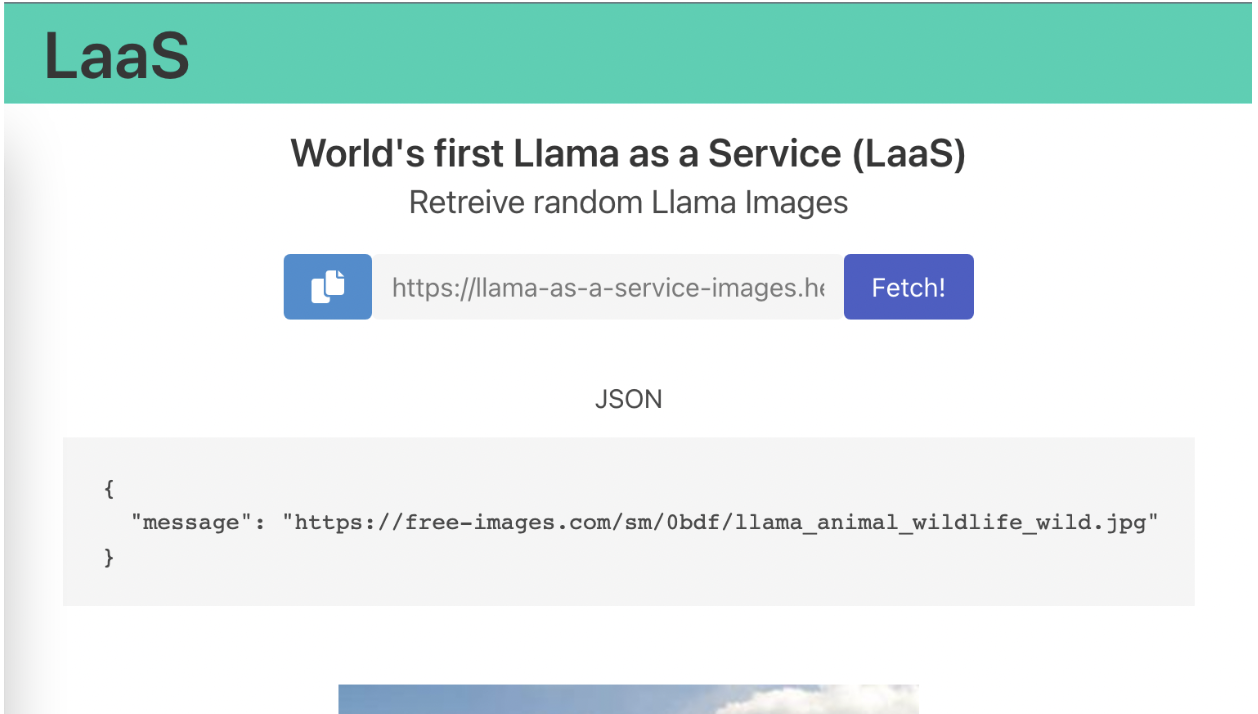 LaaS
World's first Llama as a Service (LaaS)
Retreive random Llama Images
https://llama-as-a-service-images.he
Fetch!
JSON
{
"message": "https://free-images.com/sm/0bdf/llama_animal_wildlife_wild.jpg"
}